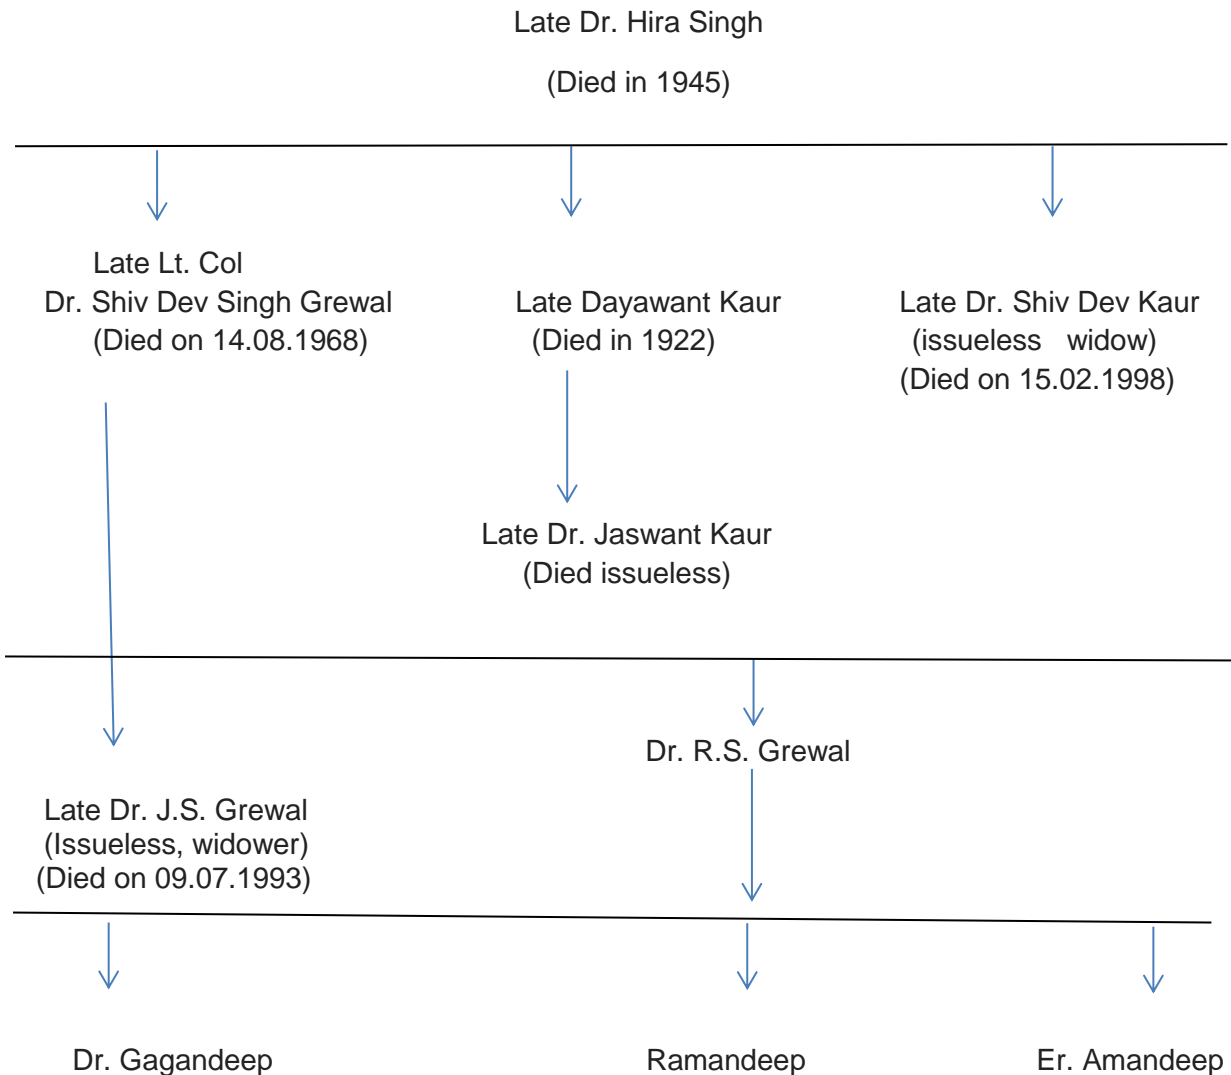 Late Dr. Hira Singh
(Died in 1945)
Late Lt. Col
Dr. Shiv Dev Singh Grewal
(Died on 14.08.1968)
Late Dayawant Kaur
(Died in 1922)
Late Dr. Shiv Dev Kaur
(issueless widow)
(Died on 15.02.1998)
Late Dr. Jaswant Kaur
(Died issueless)
Dr. R.S. Grewal
Late Dr. J.S. Grewal
(Issueless, widower)
(Died on 09.07.1993)
Dr. Gagandeep
Ramandeep
Er. Amandeep